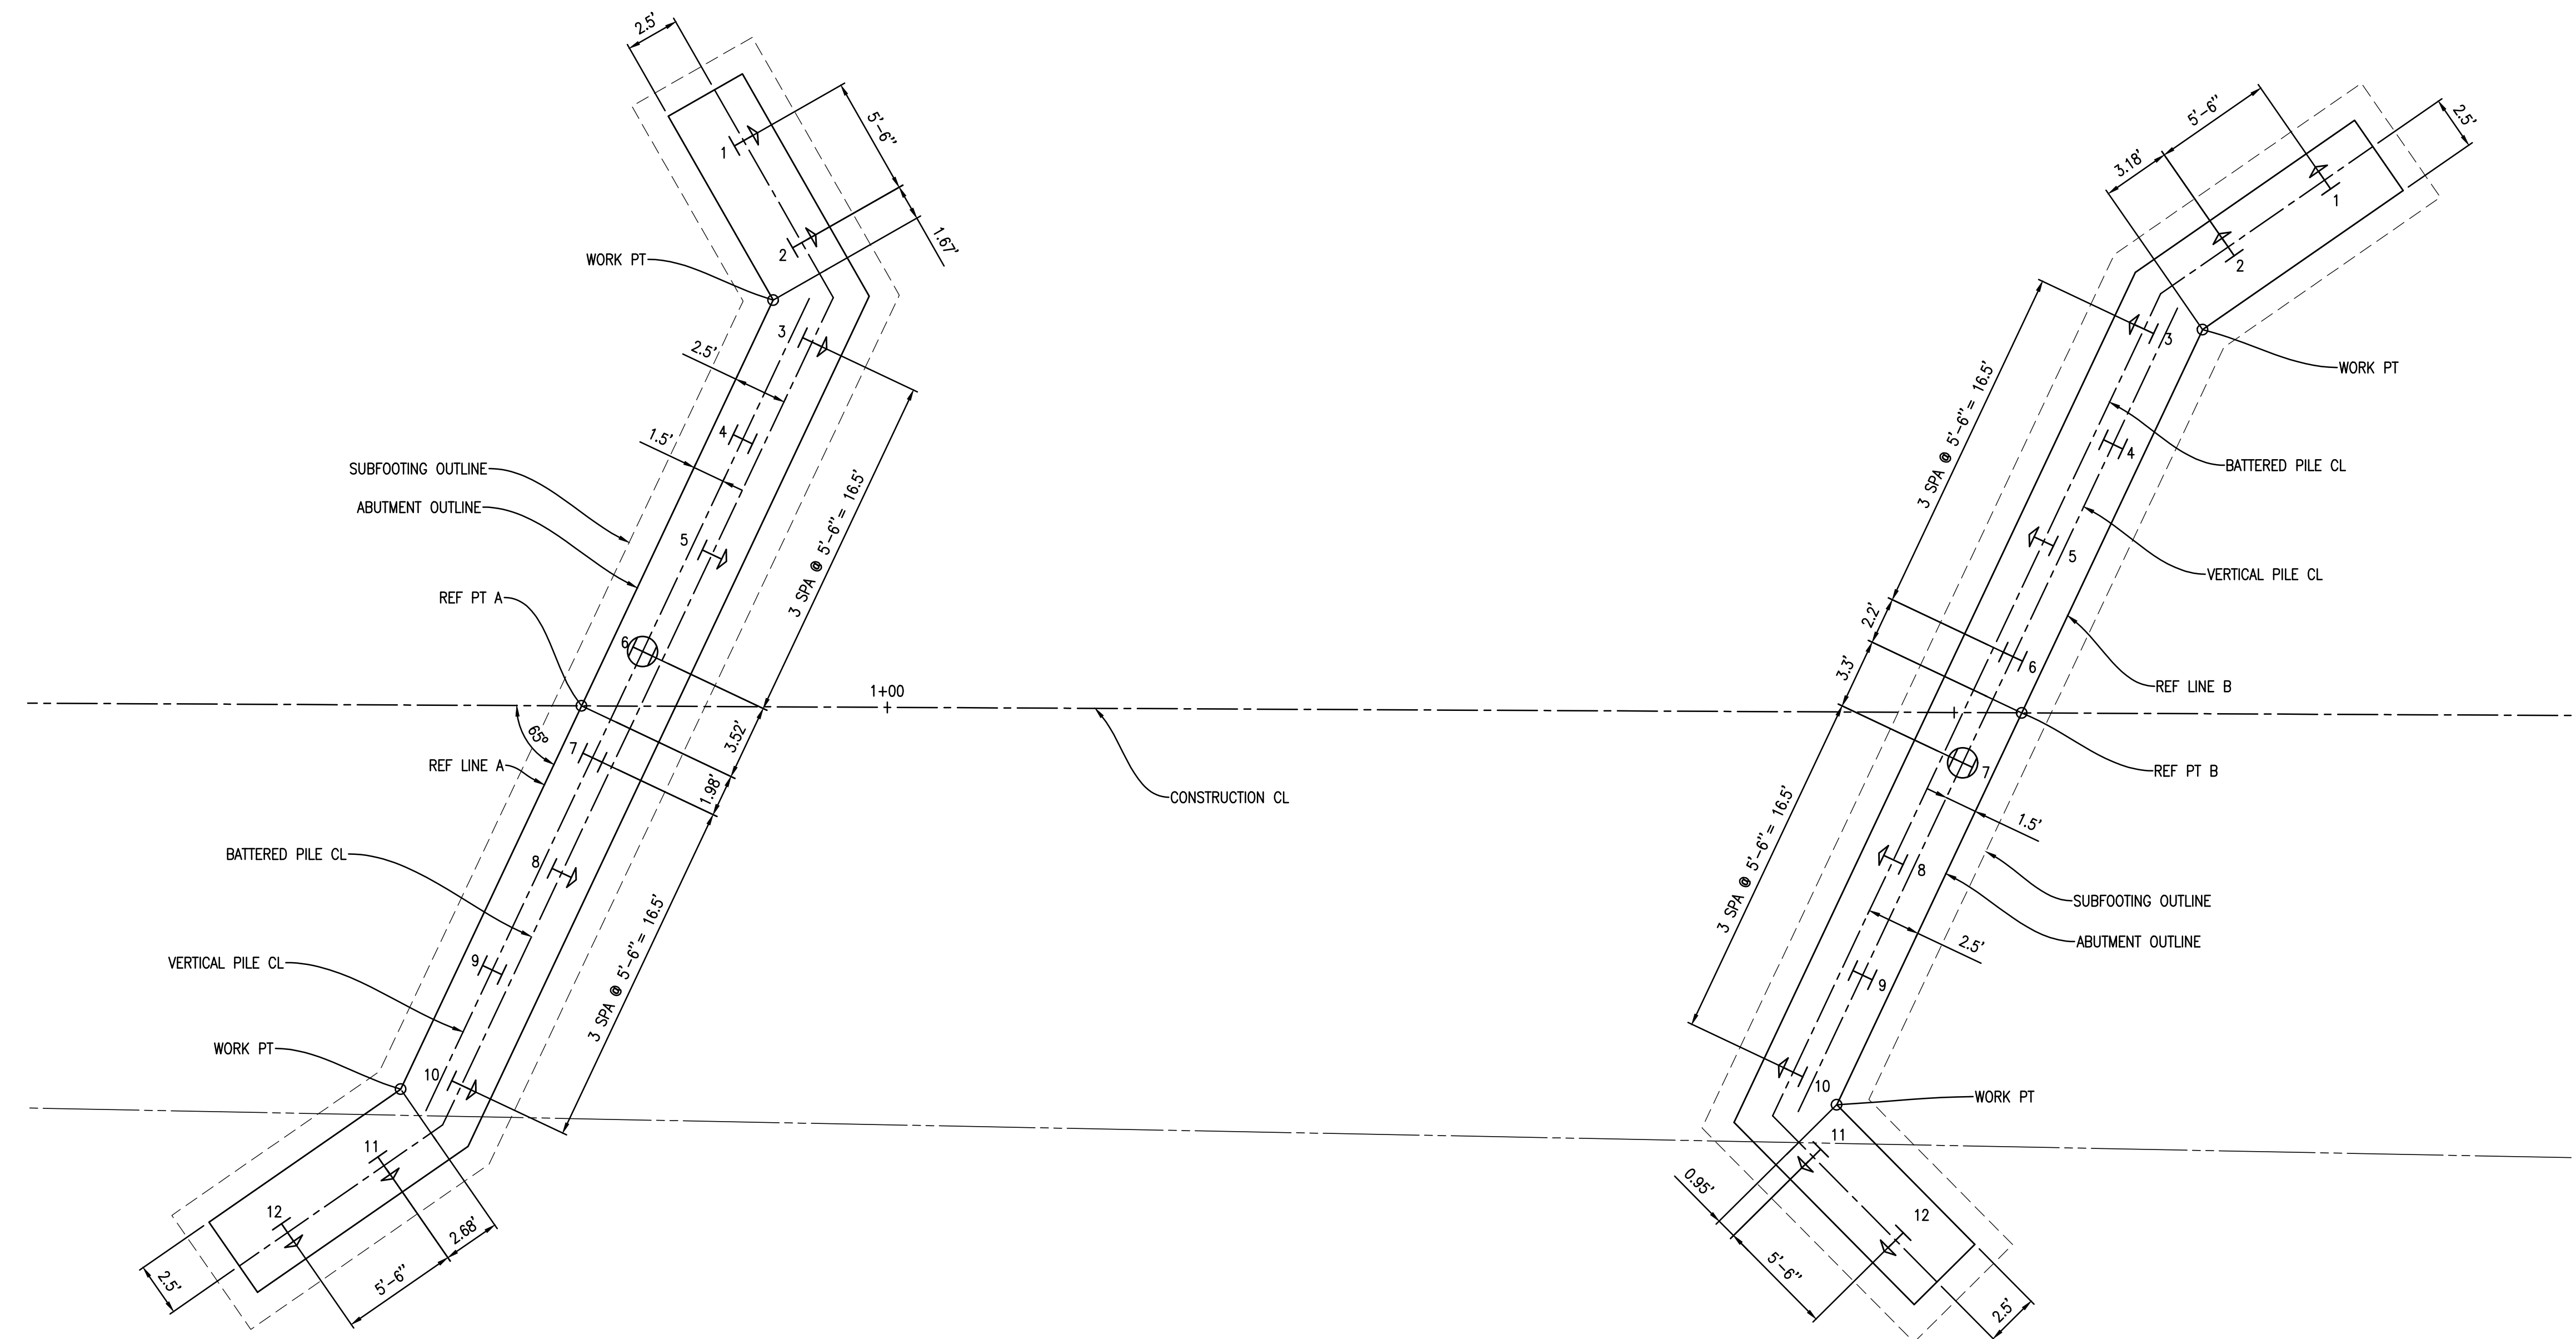 2.5'
5'-6"
1
2
1.67'
WORK PT
3
2.5'
4
1.5'
SUBFOOTING OUTLINE
ABUTMENT OUTLINE
5
3 SPA @ 5'-6" = 16.5'
REF PT A
6
1+00
65º
7
3.52'
1.98'
REF LINE A
CONSTRUCTION CL
BATTERED PILE CL
8
VERTICAL PILE CL
9
3 SPA @ 5'-6" = 16.5'
WORK PT
10
11
12
2.68'
5'-6"
2.5'
5'-6"
2.5'
3.18'
1
2
3
WORK PT
3 SPA @ 5'-6" = 16.5'
4
BATTERED PILE CL
5
VERTICAL PILE CL
2.2'
6
3.3'
REF LINE B
7
REF PT B
1.5'
3 SPA @ 5'-6" = 16.5'
8
SUBFOOTING OUTLINE
2.5'
ABUTMENT OUTLINE
9
10
WORK PT
11
0.95'
12
5'-6"
2.5'